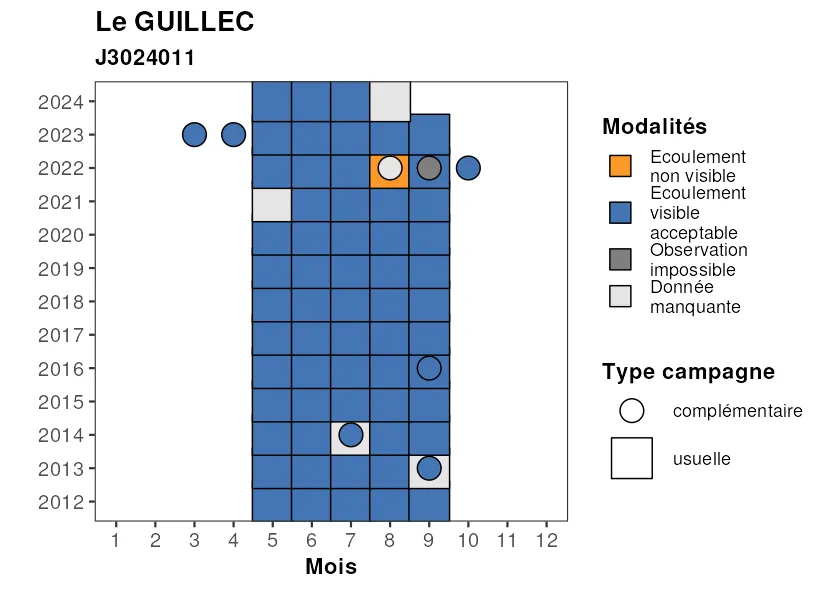 Le GUILLEC
J3024011
2024
2023
2022
2021
2020
2019
2018
2017
2016
2015
2014
2013
2012
1 2 3 4 5 6 7 8 9 10 11 12
Mois
Modalités
Ecoulement
non visible
Ecoulement
visible
acceptable
Observation
impossible
Donnée
manquante
Type campagne
complémentaire
usuelle